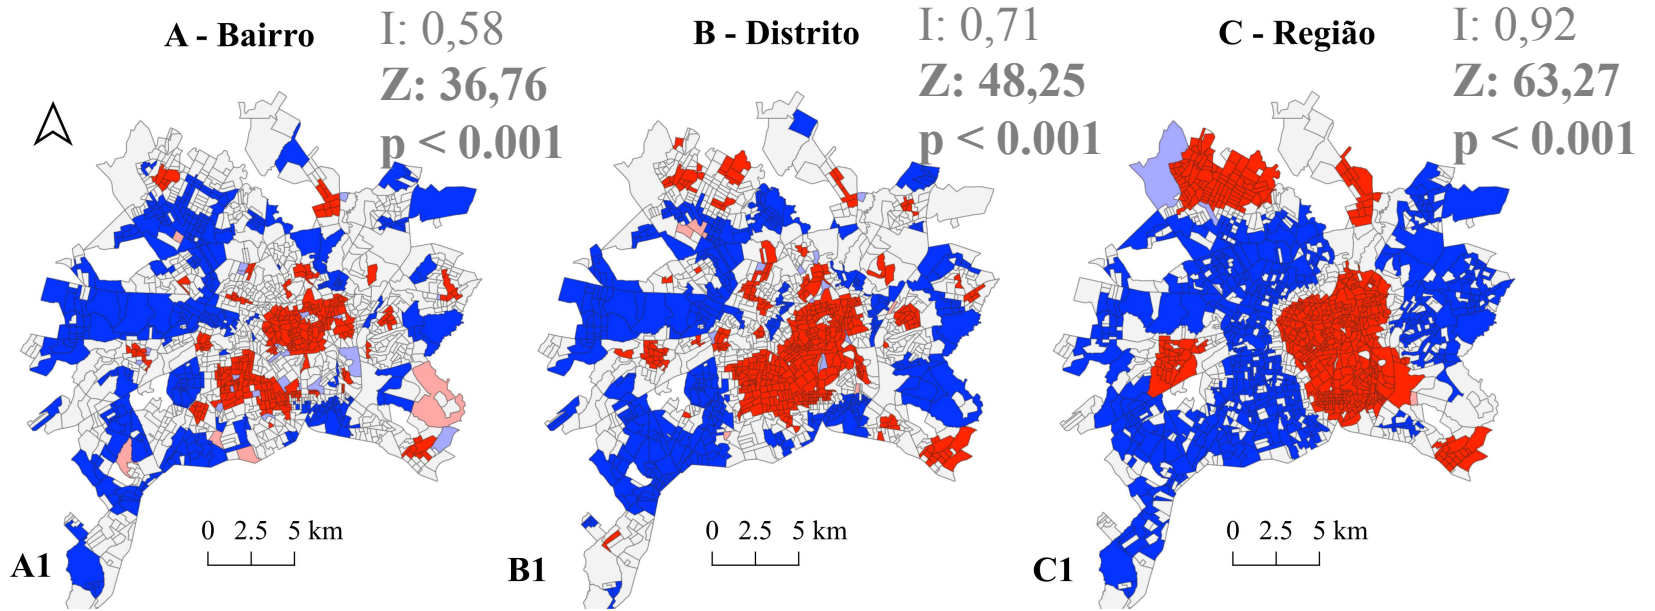 A - Bairro
I: 0,58
Z: 36,76
p < 0.001
B - Distrito
I: 0,71
Z: 48,25
p < 0.001
C - Região
I: 0,92
Z: 63,27
p < 0.001
0 2.5 5 km
A1
0 2.5 5 km
B1
0 2.5 5 km
C1